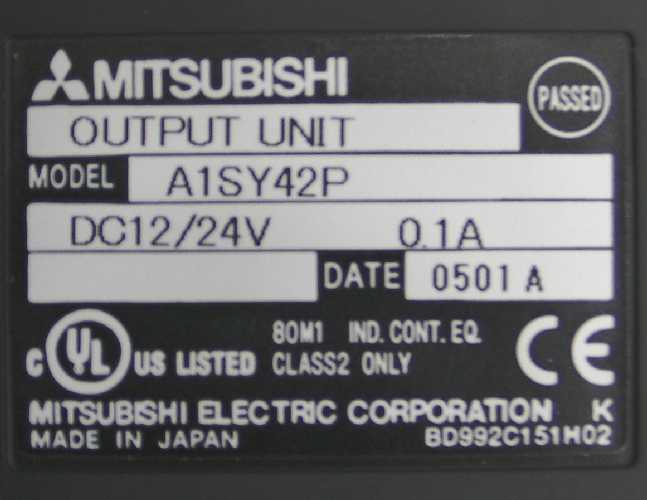 MITSUBISHI
PASSED
OUTPUT UNIT
MODEL A1SY42P
DC12/24V 0.1A
DATE 0501 A
80M1 IND. CONT. EQ.
C UL US LISTED CLASS2 ONLY CE
MITSUBISHI ELECTRIC CORPORATION K
MADE IN JAPAN BD992C151H02